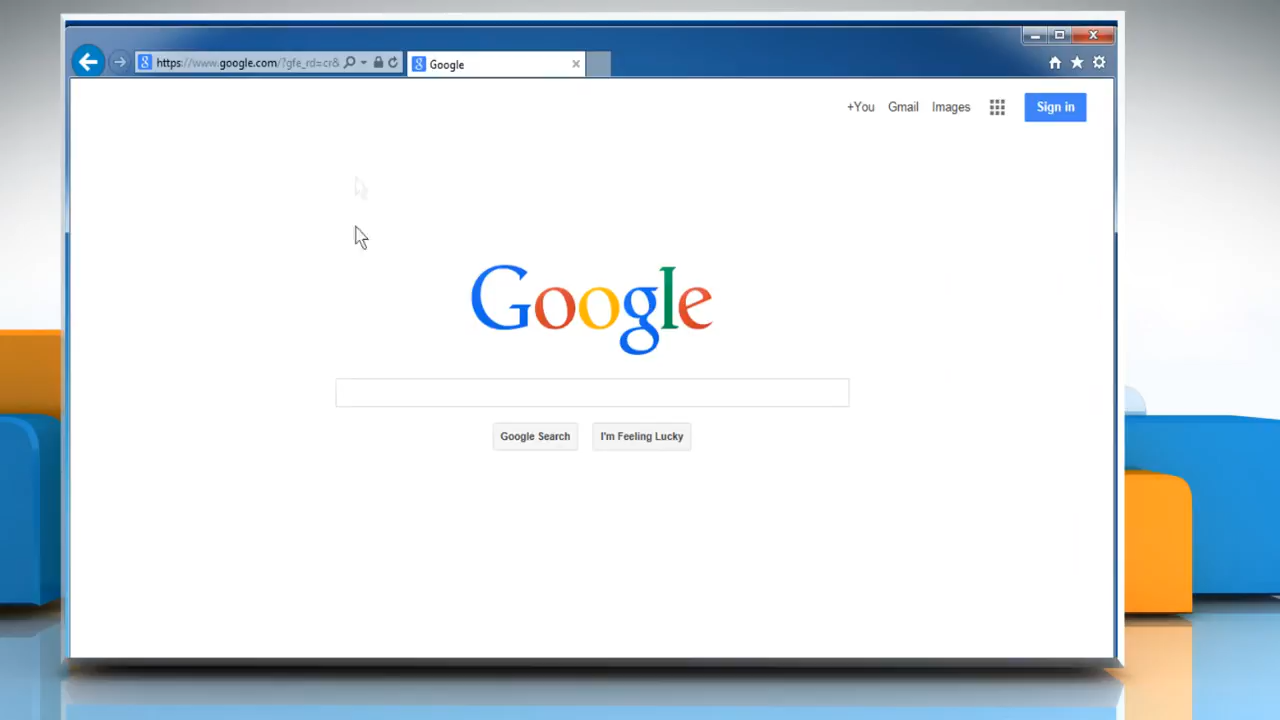 https://www.google.com/?gfe_rd=cr&
Google
+You Gmail Images Sign in
Google
Google Search I'm Feeling Lucky